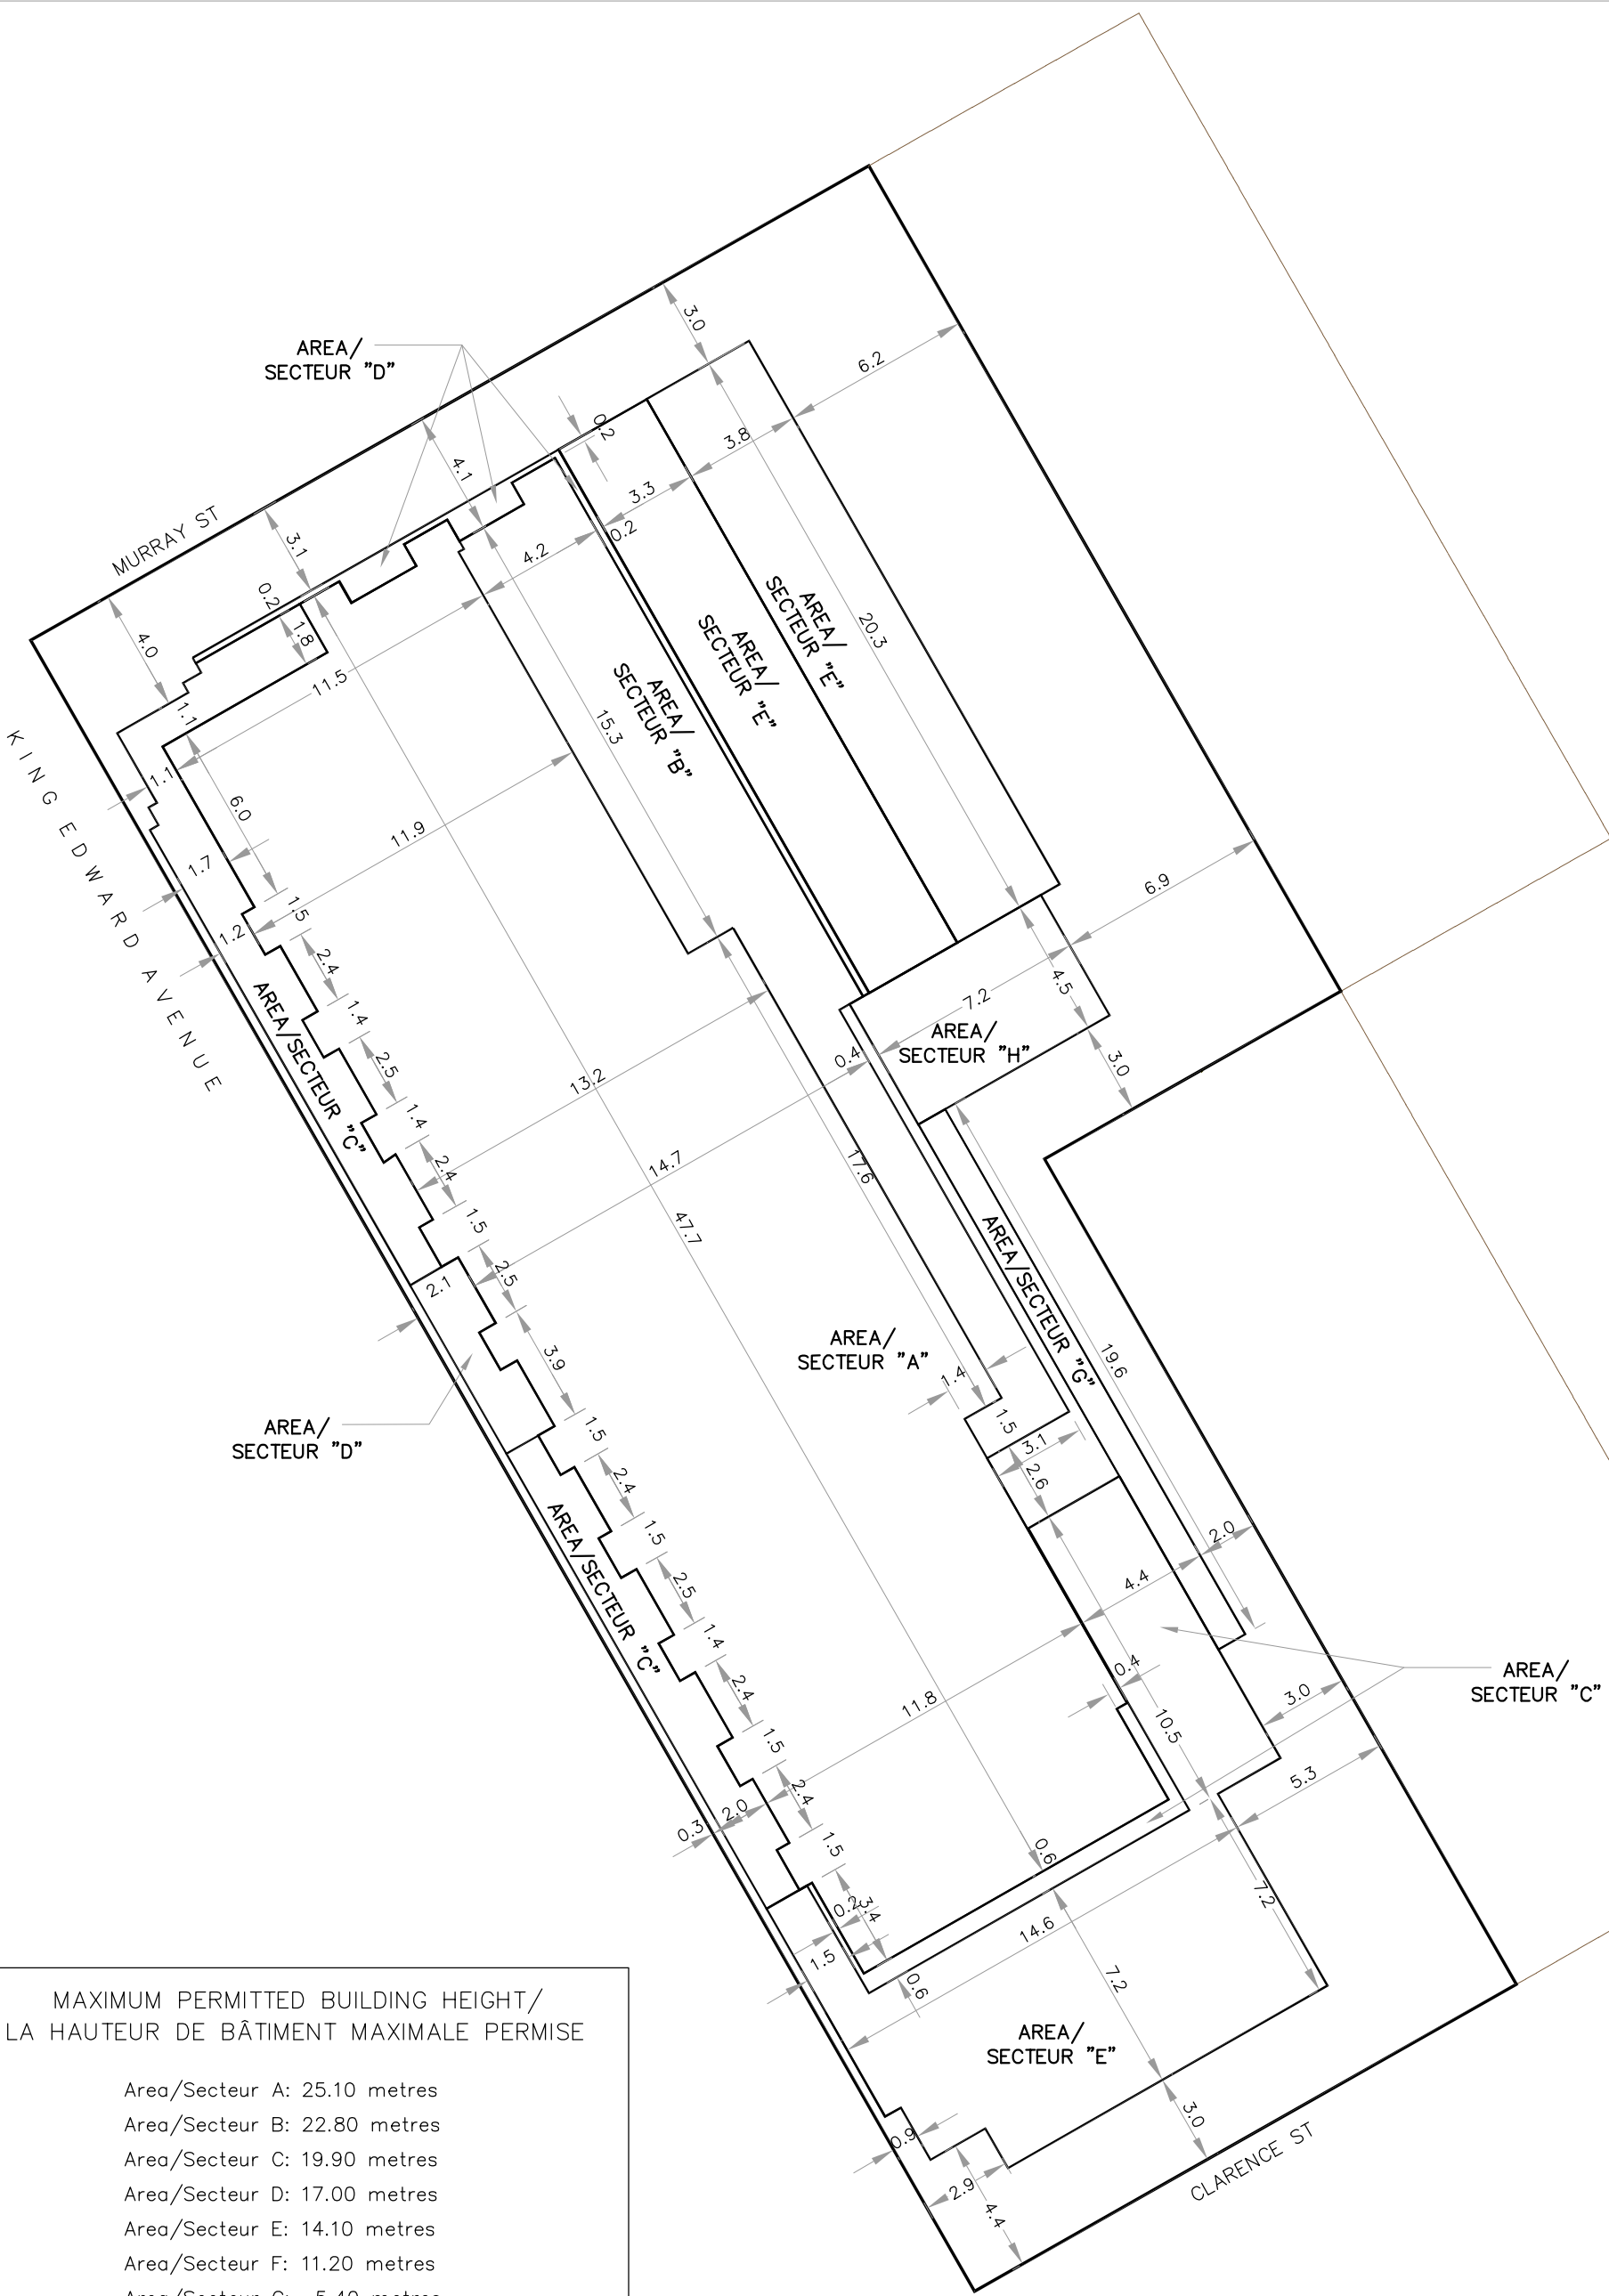 3.0
6.2
AREA/
SECTEUR "D"
3.8
0.2
3.3
4.1
0.2
4.2
MURRAY ST
3.1
0.2
1.8
4.0
11.5
1.1
1.1
6.0
15.3
20.3
AREA/
SECTEUR "E"
AREA/
SECTEUR "E"
AREA/
SECTEUR "B"
KING EDWARD AVENUE
1.7
11.9
1.5
1.2
2.4
1.4
2.5
1.4
2.4
1.5
6.9
4.5
7.2
3.0
AREA/
SECTEUR "H"
0.4
AREA/SECTEUR "C"
13.2
14.7
17.6
47.7
2.1
2.5
3.9
AREA/SECTEUR "G"
19.6
AREA/
SECTEUR "A"
1.4
1.5
3.1
2.6
AREA/
SECTEUR "D"
1.5
2.4
1.5
2.5
1.4
2.4
1.5
2.4
1.5
AREA/SECTEUR "C"
2.0
4.4
0.4
AREA/
SECTEUR "C"
11.8
10.5
3.0
5.3
0.3
2.0
0.6
0.2
3.4
1.5
0.6
14.6
7.2
7.2
AREA/
SECTEUR "E"
3.0
0.9
2.9
4.4
CLARENCE ST
MAXIMUM PERMITTED BUILDING HEIGHT/
LA HAUTEUR DE BÂTIMENT MAXIMALE PERMISE
Area/Secteur A: 25.10 metres
Area/Secteur B: 22.80 metres
Area/Secteur C: 19.90 metres
Area/Secteur D: 17.00 metres
Area/Secteur E: 14.10 metres
Area/Secteur F: 11.20 metres
Area/Secteur G: 5.40 metres